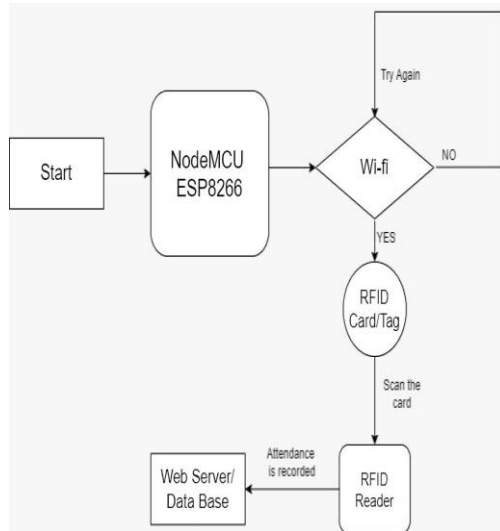 Try Again
Start
NodeMCU
ESP8266
Wi-fi
NO
YES
RFID
Card/Tag
Scan the
card
Attendance
is recorded
Web Server/
Data Base
RFID
Reader